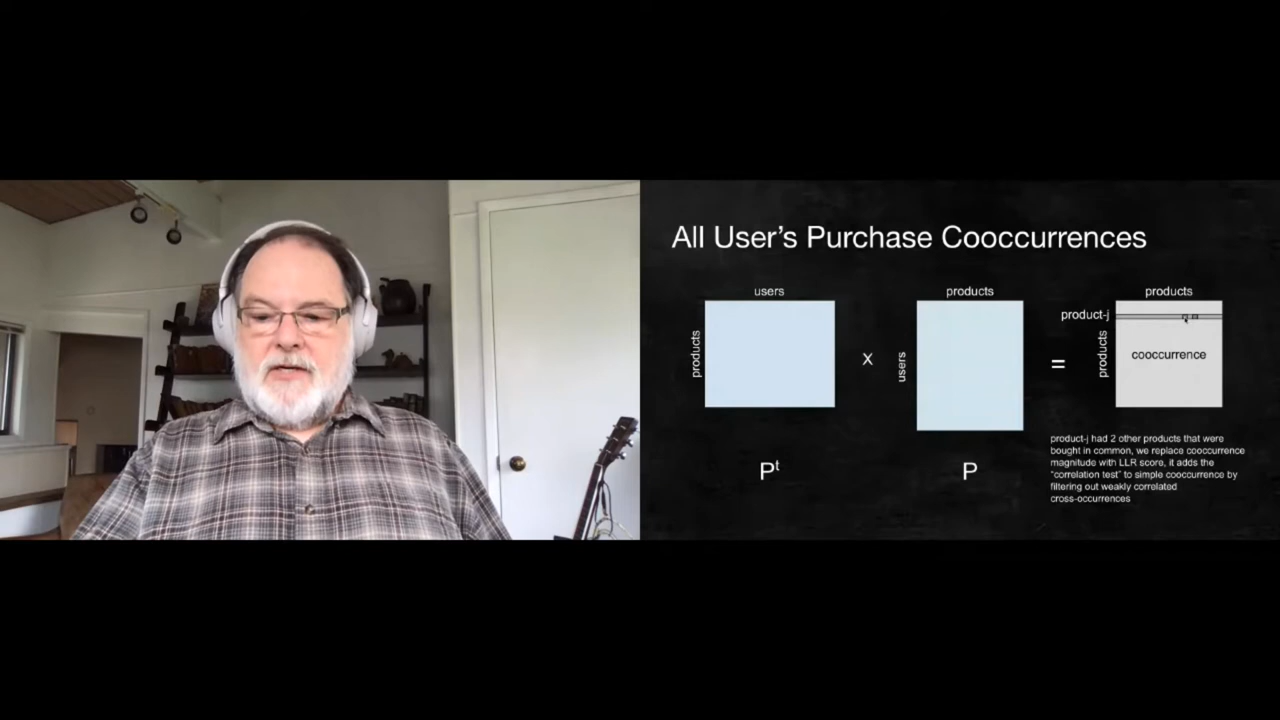 All User's Purchase Cooccurrences
users
products
products
product-j
products
users
products
cooccurrence
X
=
Pᵗ
P
product-j had 2 other products that were
bought in common, we replace cooccurrence
magnitude with LLR score, it adds the
"correlation test" to simple cooccurrence by
filtering out weakly correlated
cross-occurrences